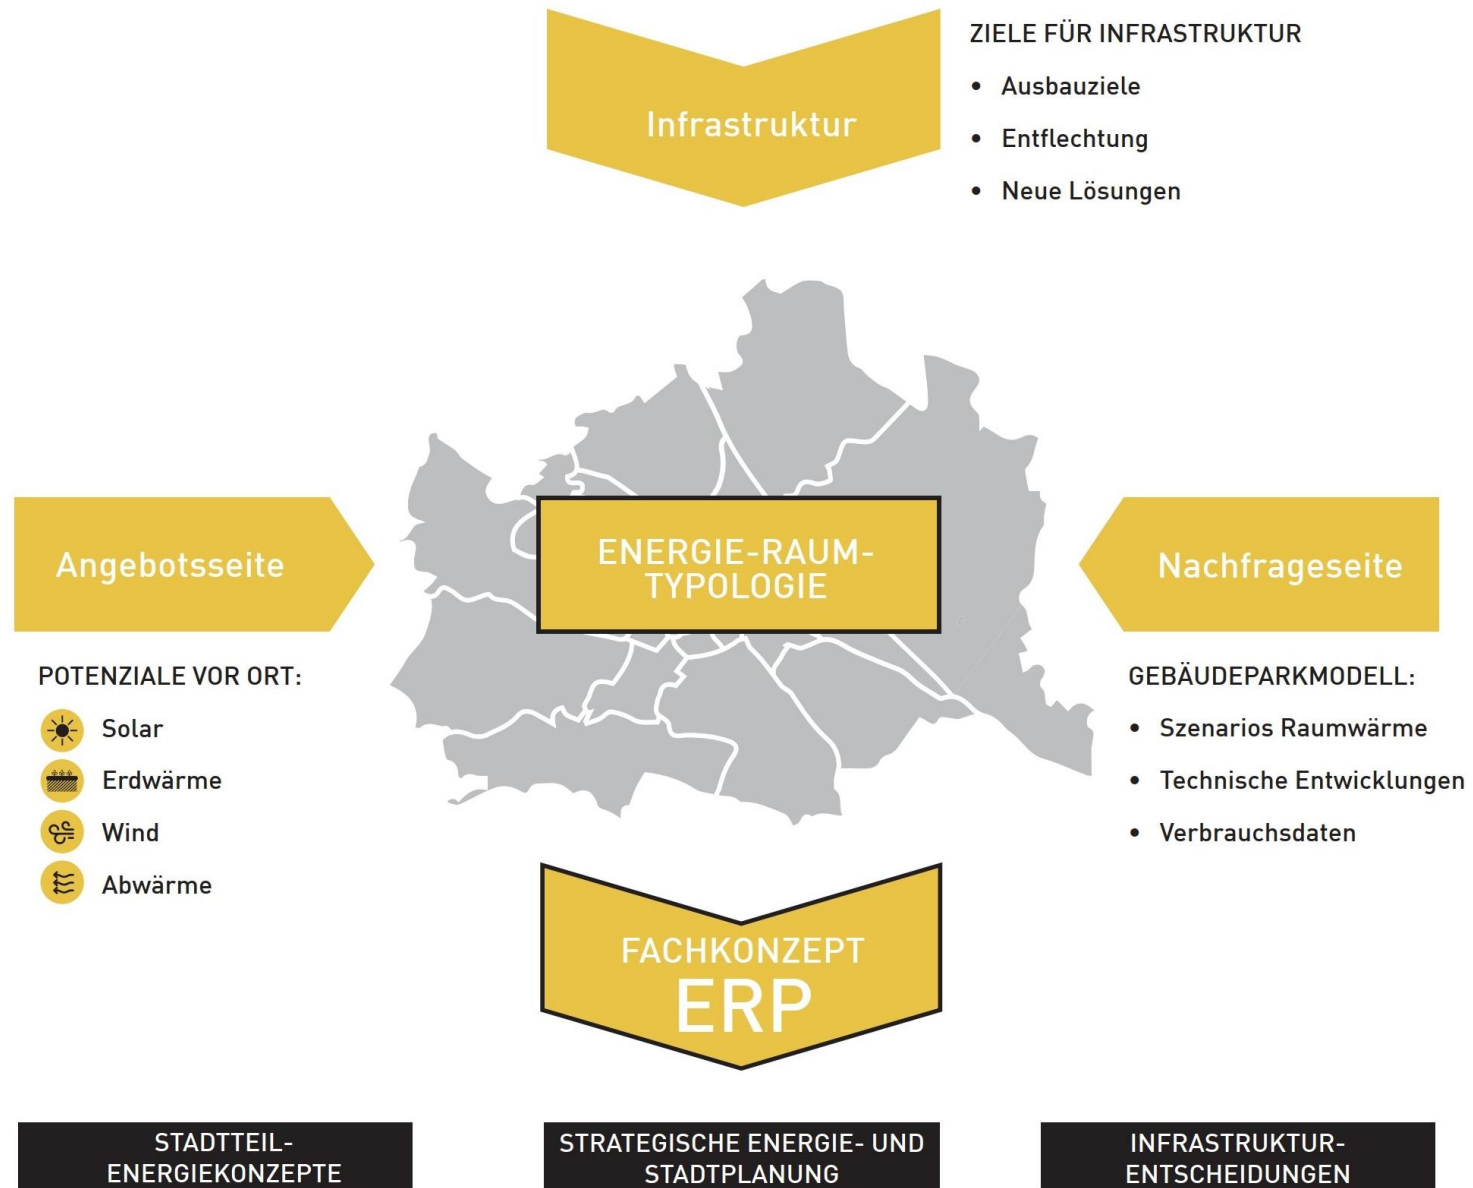 Infrastruktur
ZIELE FÜR INFRASTRUKTUR
• Ausbauziele
• Entflechtung
• Neue Lösungen
Angebotsseite
ENERGIE-RAUM-
TYPOLOGIE
Nachfrageseite
POTENZIALE VOR ORT:
Solar
Erdwärme
Wind
Abwärme
GEBÄUDEPARKMODELL:
• Szenarios Raumwärme
• Technische Entwicklungen
• Verbrauchsdaten
FACHKONZEPT
ERP
STADTTEIL-
ENERGIEKONZEPTE
STRATEGISCHE ENERGIE- UND
STADTPLANUNG
INFRASTRUKTUR-
ENTSCHEIDUNGEN